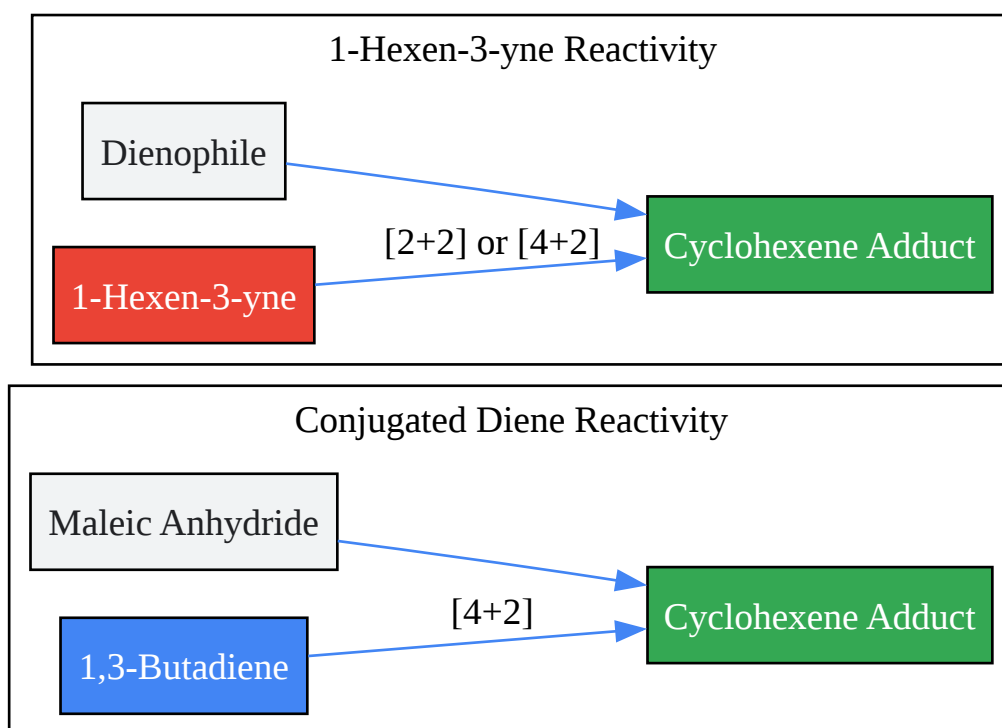 1-Hexen-3-yne Reactivity
Dienophile
[2+2] or [4+2]
Cyclohexene Adduct
1-Hexen-3-yne
Conjugated Diene Reactivity
Maleic Anhydride
[4+2]
Cyclohexene Adduct
1,3-Butadiene